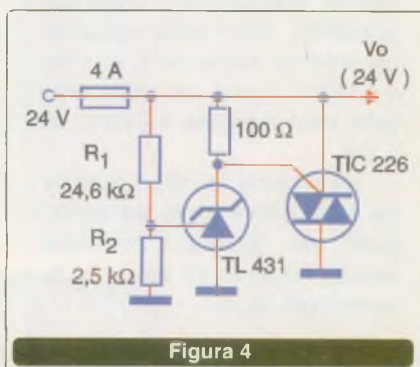 Vo
4 A
( 24 V )
24 V
100 Ω
R1
TIC 226
24,6 kΩ
R2
2,5 kΩ
TL 431
Figura 4